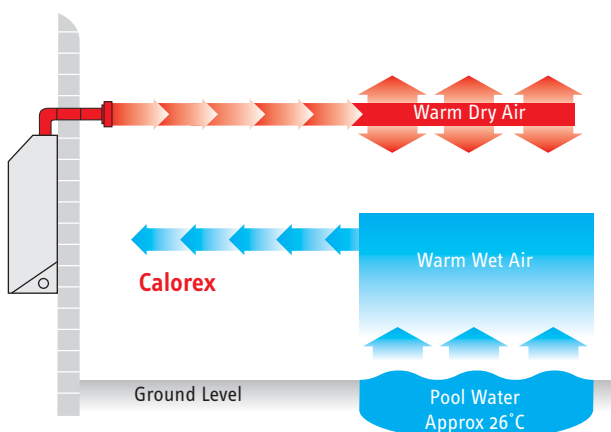 Warm Dry Air
Warm Wet Air
Calorex
Ground Level
Pool Water
Approx 26˚C